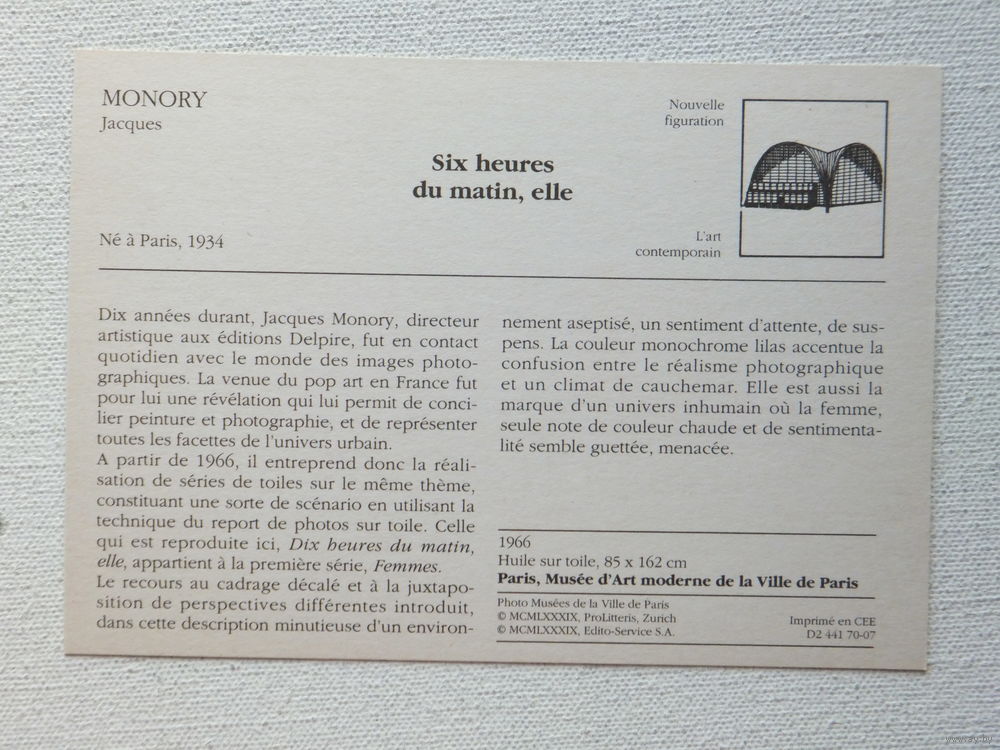 MONORY
Jacques
Nouvelle
figuration
Six heures
du matin, elle
Né à Paris, 1934
L'art
contemporain
Dix années durant, Jacques Monory, directeur
artistique aux éditions Delpire, fut en contact
quotidien avec le monde des images photo-
graphiques. La venue du pop art en France fut
pour lui une révélation qui lui permit de conci-
lier peinture et photographie, et de représenter
toutes les facettes de l'univers urbain.
A partir de 1966, il entreprend donc la réali-
sation de séries de toiles sur le même thème,
constituant une sorte de scénario en utilisant la
technique du report de photos sur toile. Celle
qui est reproduite ici, Dix heures du matin,
elle, appartient à la première série, Femmes.
Le recours au cadrage décalé et à la juxtapo-
sition de perspectives différentes introduit,
dans cette description minutieuse d'un environ-
nement aseptisé, un sentiment d'attente, de sus-
pens. La couleur monochrome lilas accentue la
confusion entre le réalisme photographique
et un climat de cauchemar. Elle est aussi la
marque d'un univers inhumain où la femme,
seule note de couleur chaude et de sentimenta-
lité semble guettée, menacée.
1966
Huile sur toile, 85 x 162 cm
Paris, Musée d'Art moderne de la Ville de Paris
Photo Musées de la Ville de Paris
© MCMLXXXIX, ProLitteris, Zurich
© MCMLXXXIX, Edito-Service S.A.
Imprimé en CEE
D2 441 70-07
www.ay.by